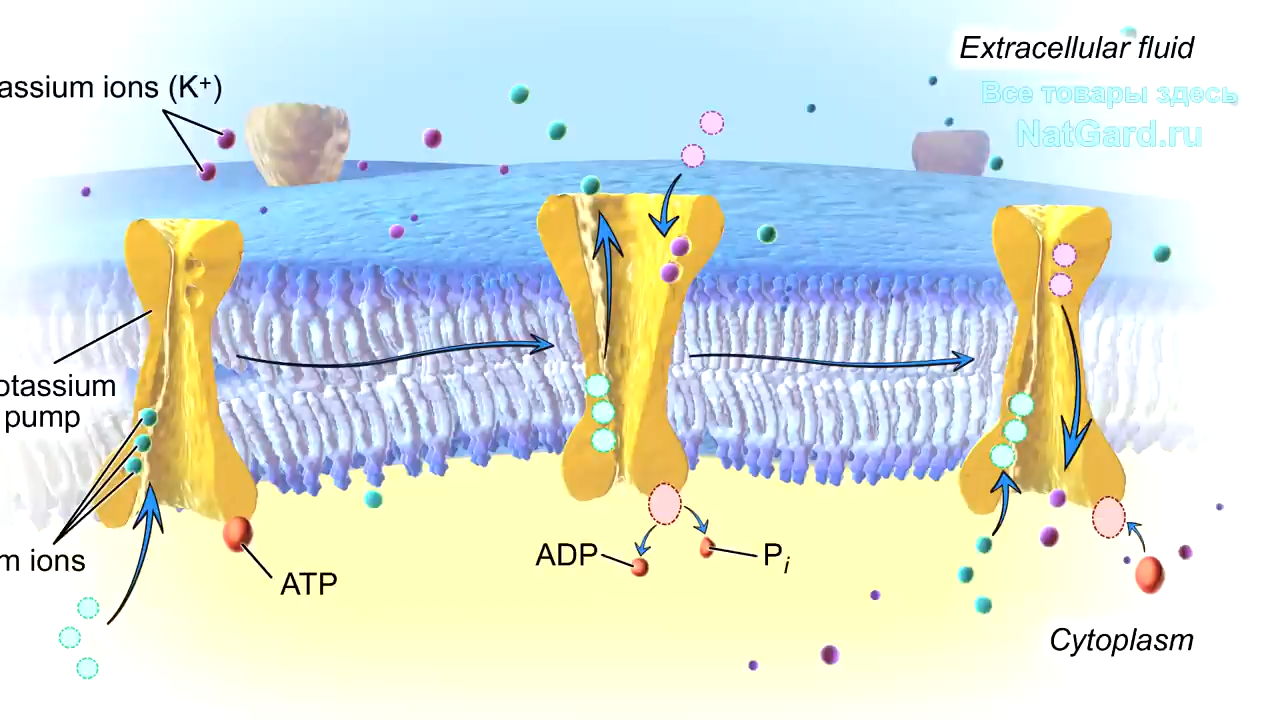 Extracellular fluid
assium ions (K⁺)
Все товары здесь
NatGard.ru
otassium
pump
m ions
ATP
ADP
Pi
Cytoplasm